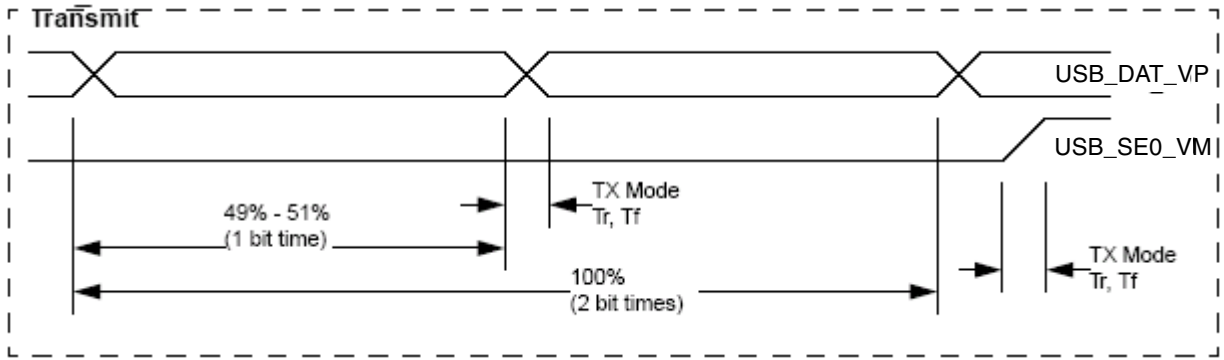 Transmit
USB_DAT_VP
USB_SE0_VM
TX Mode
Tr, Tf
49% - 51%
(1 bit time)
TX Mode
Tr, Tf
100%
(2 bit times)